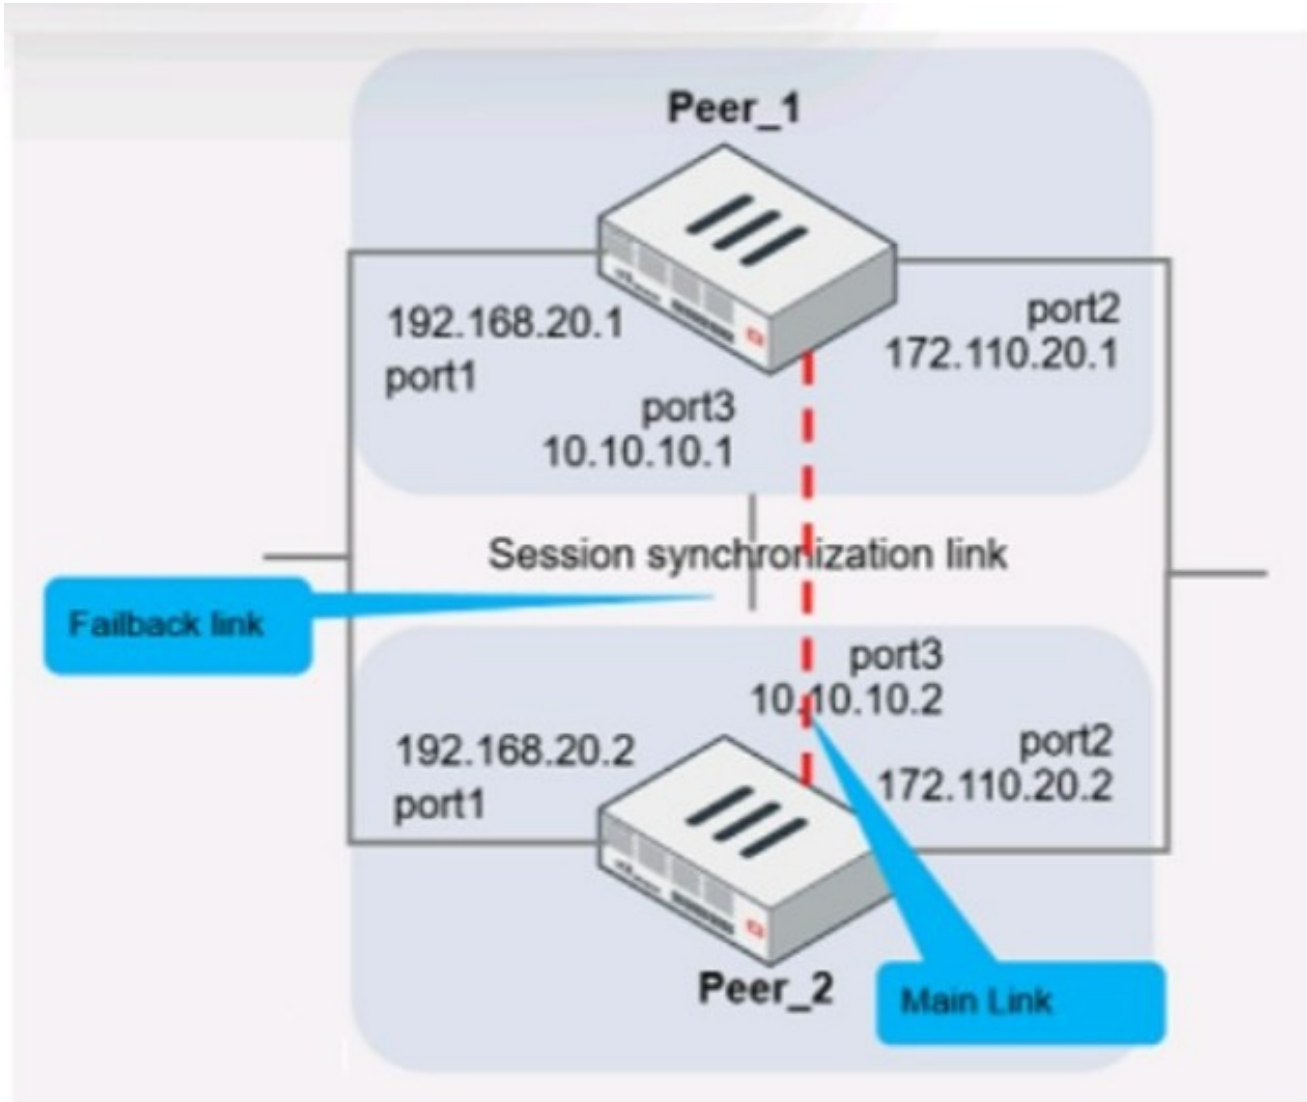 Peer_1
192.168.20.1
port1
port2
172.110.20.1
port3
10.10.10.1
Session synchronization link
Failback link
port3
10.10.10.2
192.168.20.2
port1
port2
172.110.20.2
Peer_2
Main Link